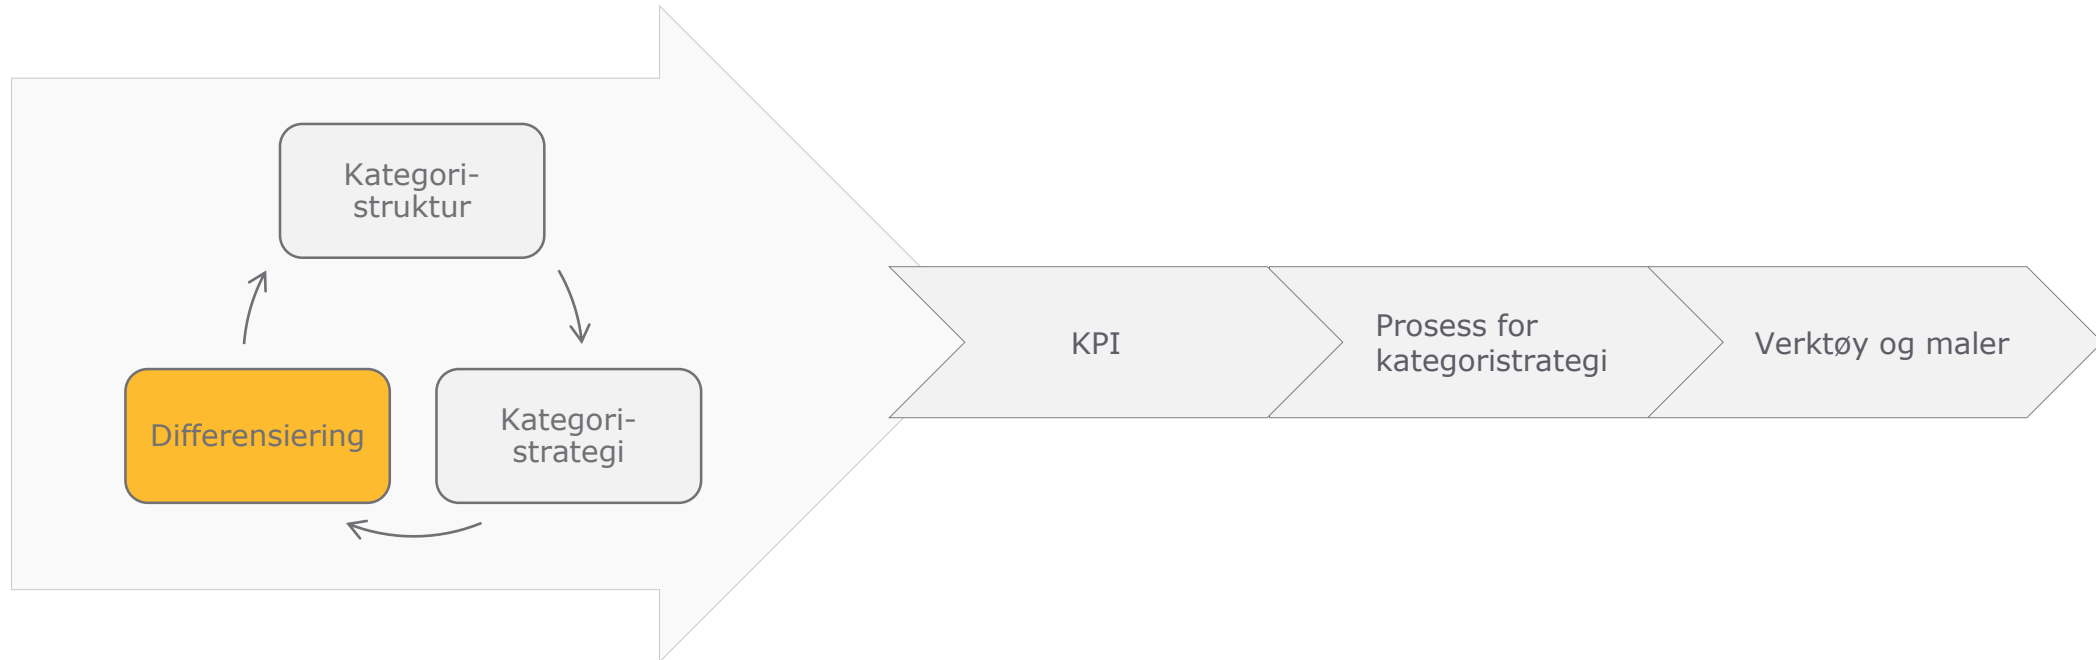 Kategori-
struktur
Differensiering
Kategori-
strategi
KPI
Prosess for
kategoristrategi
Verktøy og maler